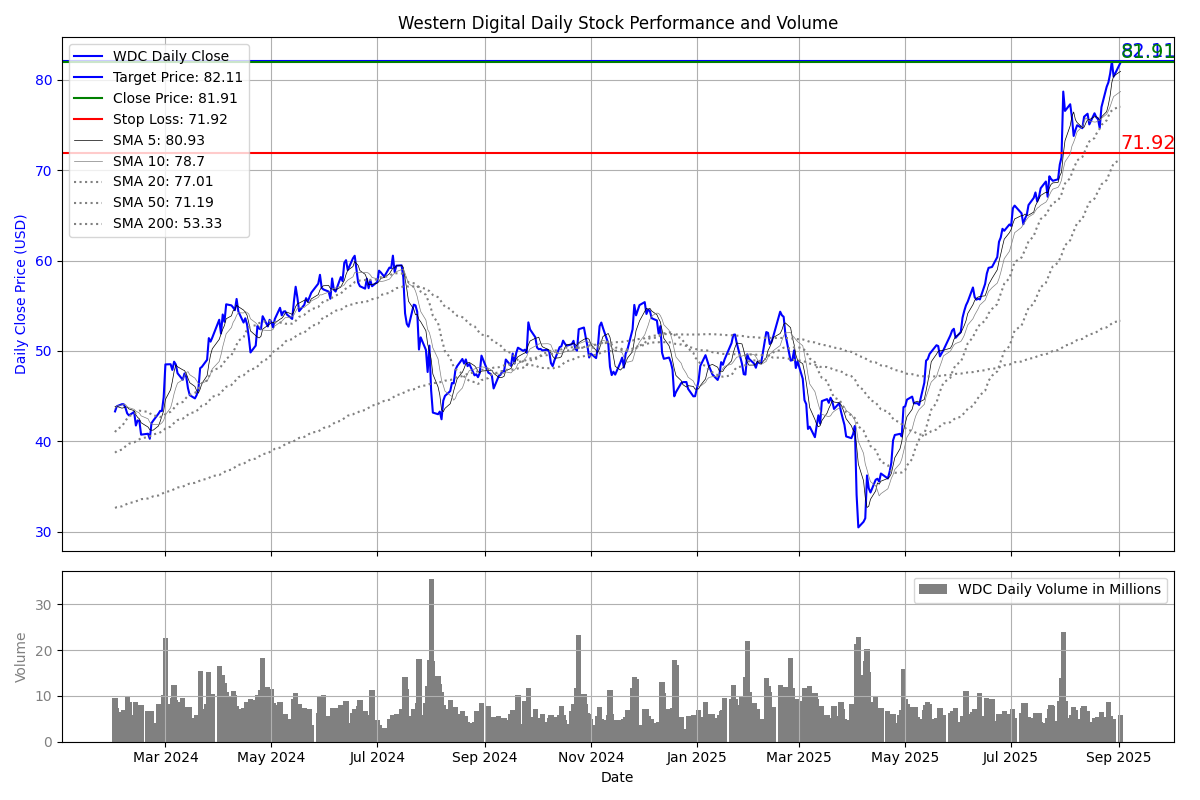 Western Digital Daily Stock Performance and Volume
82.11
81.91
WDC Daily Close
Target Price: 82.11
Close Price: 81.91
Stop Loss: 71.92
SMA 5: 80.93
SMA 10: 78.7
SMA 20: 77.01
SMA 50: 71.19
SMA 200: 53.33
71.92
80
70
60
50
40
30
Daily Close Price (USD)
WDC Daily Volume in Millions
30
20
10
0
Volume
Mar 2024 May 2024 Jul 2024 Sep 2024 Nov 2024 Jan 2025 Mar 2025 May 2025 Jul 2025 Sep 2025
Date